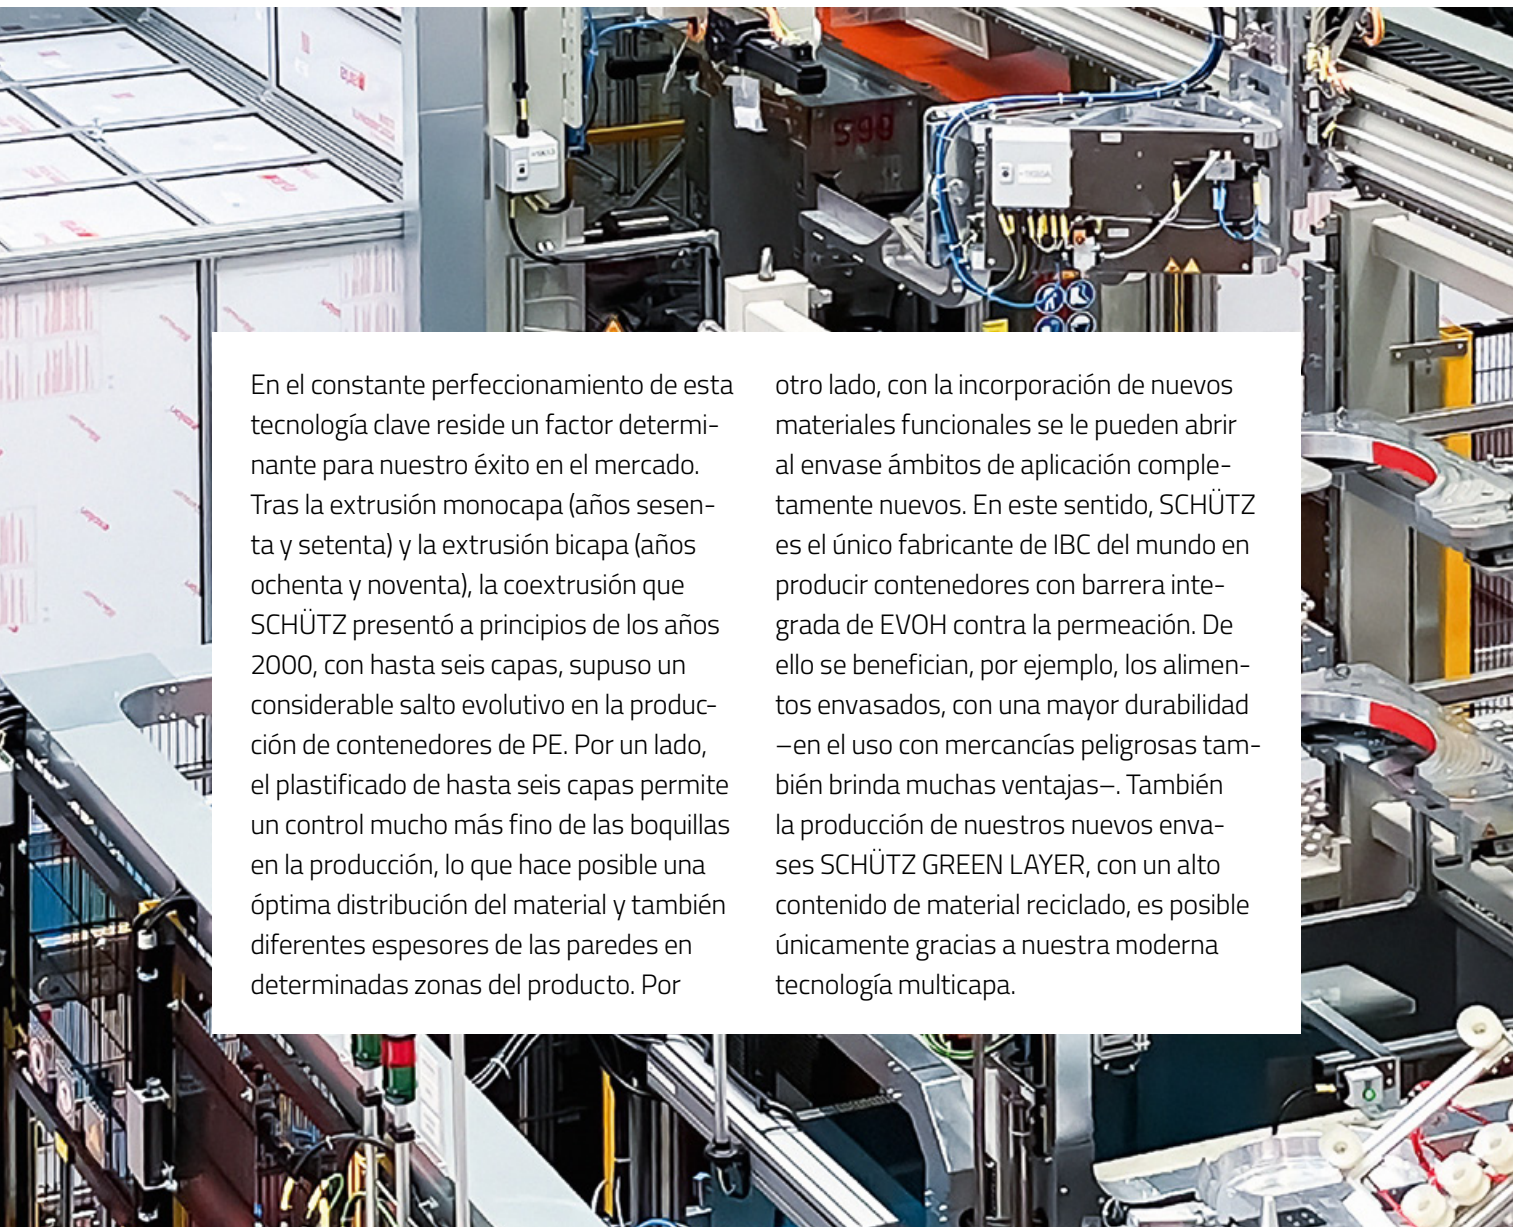 599
En el constante perfeccionamiento de esta
tecnología clave reside un factor determi-
nante para nuestro éxito en el mercado.
Tras la extrusión monocapa (años sesen-
ta y setenta) y la extrusión bicapa (años
ochenta y noventa), la coextrusión que
SCHÜTZ presentó a principios de los años
2000, con hasta seis capas, supuso un
considerable salto evolutivo en la produc-
ción de contenedores de PE. Por un lado,
el plastificado de hasta seis capas permite
un control mucho más fino de las boquillas
en la producción, lo que hace posible una
óptima distribución del material y también
diferentes espesores de las paredes en
determinadas zonas del producto. Por
otro lado, con la incorporación de nuevos
materiales funcionales se le pueden abrir
al envase ámbitos de aplicación comple-
tamente nuevos. En este sentido, SCHÜTZ
es el único fabricante de IBC del mundo en
producir contenedores con barrera inte-
grada de EVOH contra la permeación. De
ello se benefician, por ejemplo, los alimen-
tos envasados, con una mayor durabilidad
–en el uso con mercancías peligrosas tam-
bién brinda muchas ventajas–. También
la producción de nuestros nuevos enva-
ses SCHÜTZ GREEN LAYER, con un alto
contenido de material reciclado, es posible
únicamente gracias a nuestra moderna
tecnología multicapa.